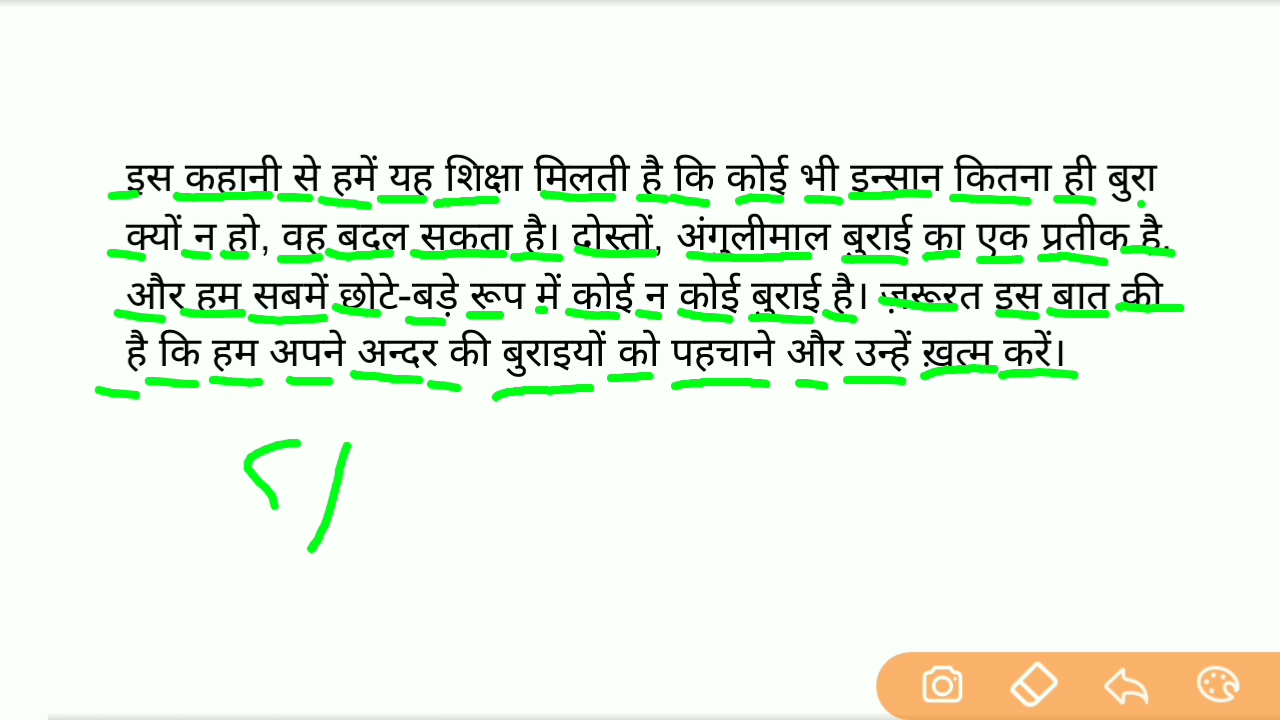 इस कहानी से हमें यह शिक्षा मिलती है कि कोई भी इन्सान कितना ही बुरा
क्यों न हो, वह बदल सकता है। दोस्तों, अंगुलीमाल बुराई का एक प्रतीक है,
और हम सबमें छोटे-बड़े रूप में कोई न कोई बुराई है। ज़रूरत इस बात की
है कि हम अपने अन्दर की बुराइयों को पहचाने और उन्हें ख़त्म करें।